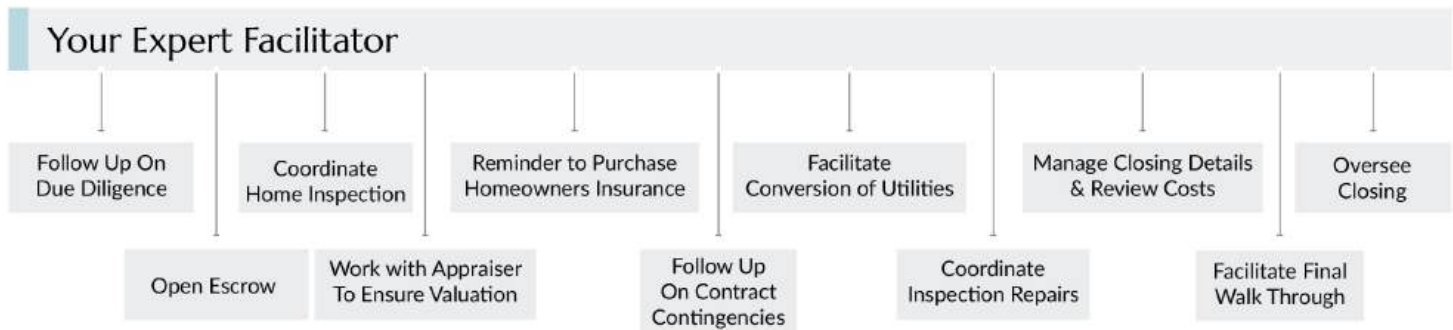 Your Expert Facilitator
Follow Up On
Due Diligence
Open Escrow
Coordinate
Home Inspection
Work with Appraiser
To Ensure Valuation
Reminder to Purchase
Homeowners Insurance
Follow Up
On Contract
Contingencies
Facilitate
Conversion of Utilities
Coordinate
Inspection Repairs
Manage Closing Details
& Review Costs
Facilitate Final
Walk Through
Oversee
Closing